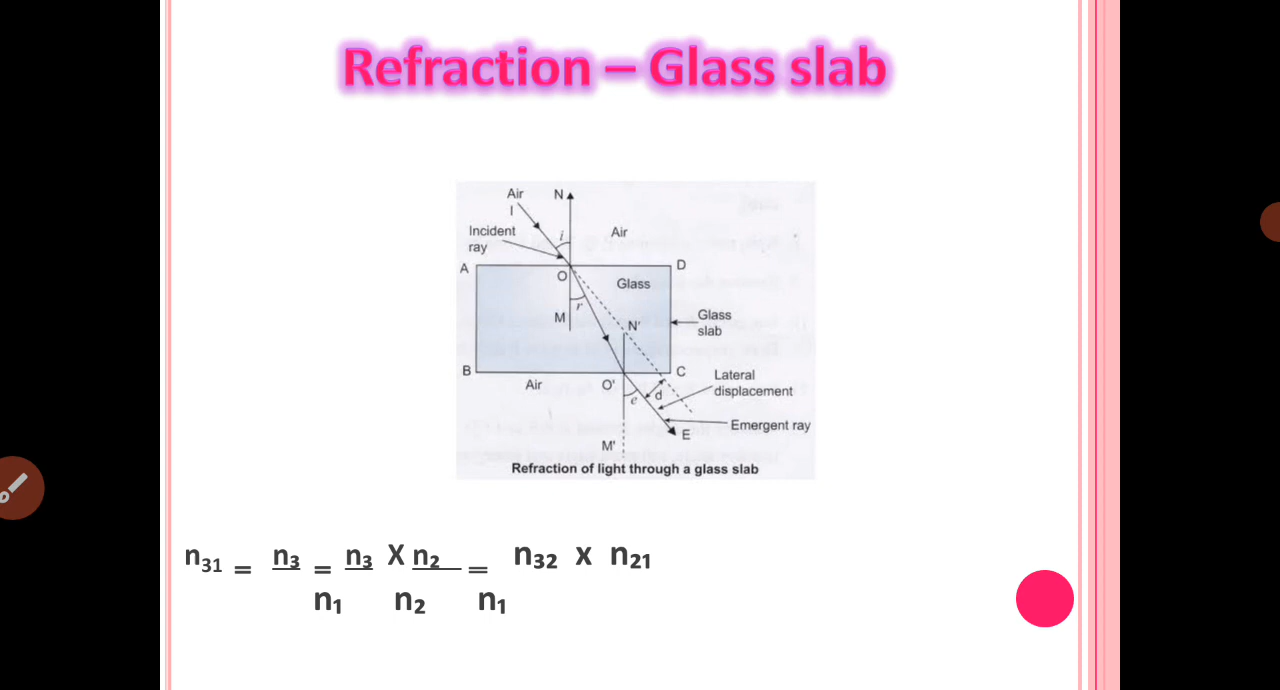 Refraction – Glass slab
Air
N
I
Incident
ray
i
Air
A
D
O
Glass
r
M
N'
Glass
slab
B
C
Air
O'
Lateral
displacement
e
d
Emergent ray
E
M'
Refraction of light through a glass slab
n₃₁ = n₃ = n₃ X n₂ = n₃₂ x n₂₁
n₁ n₂ n₁